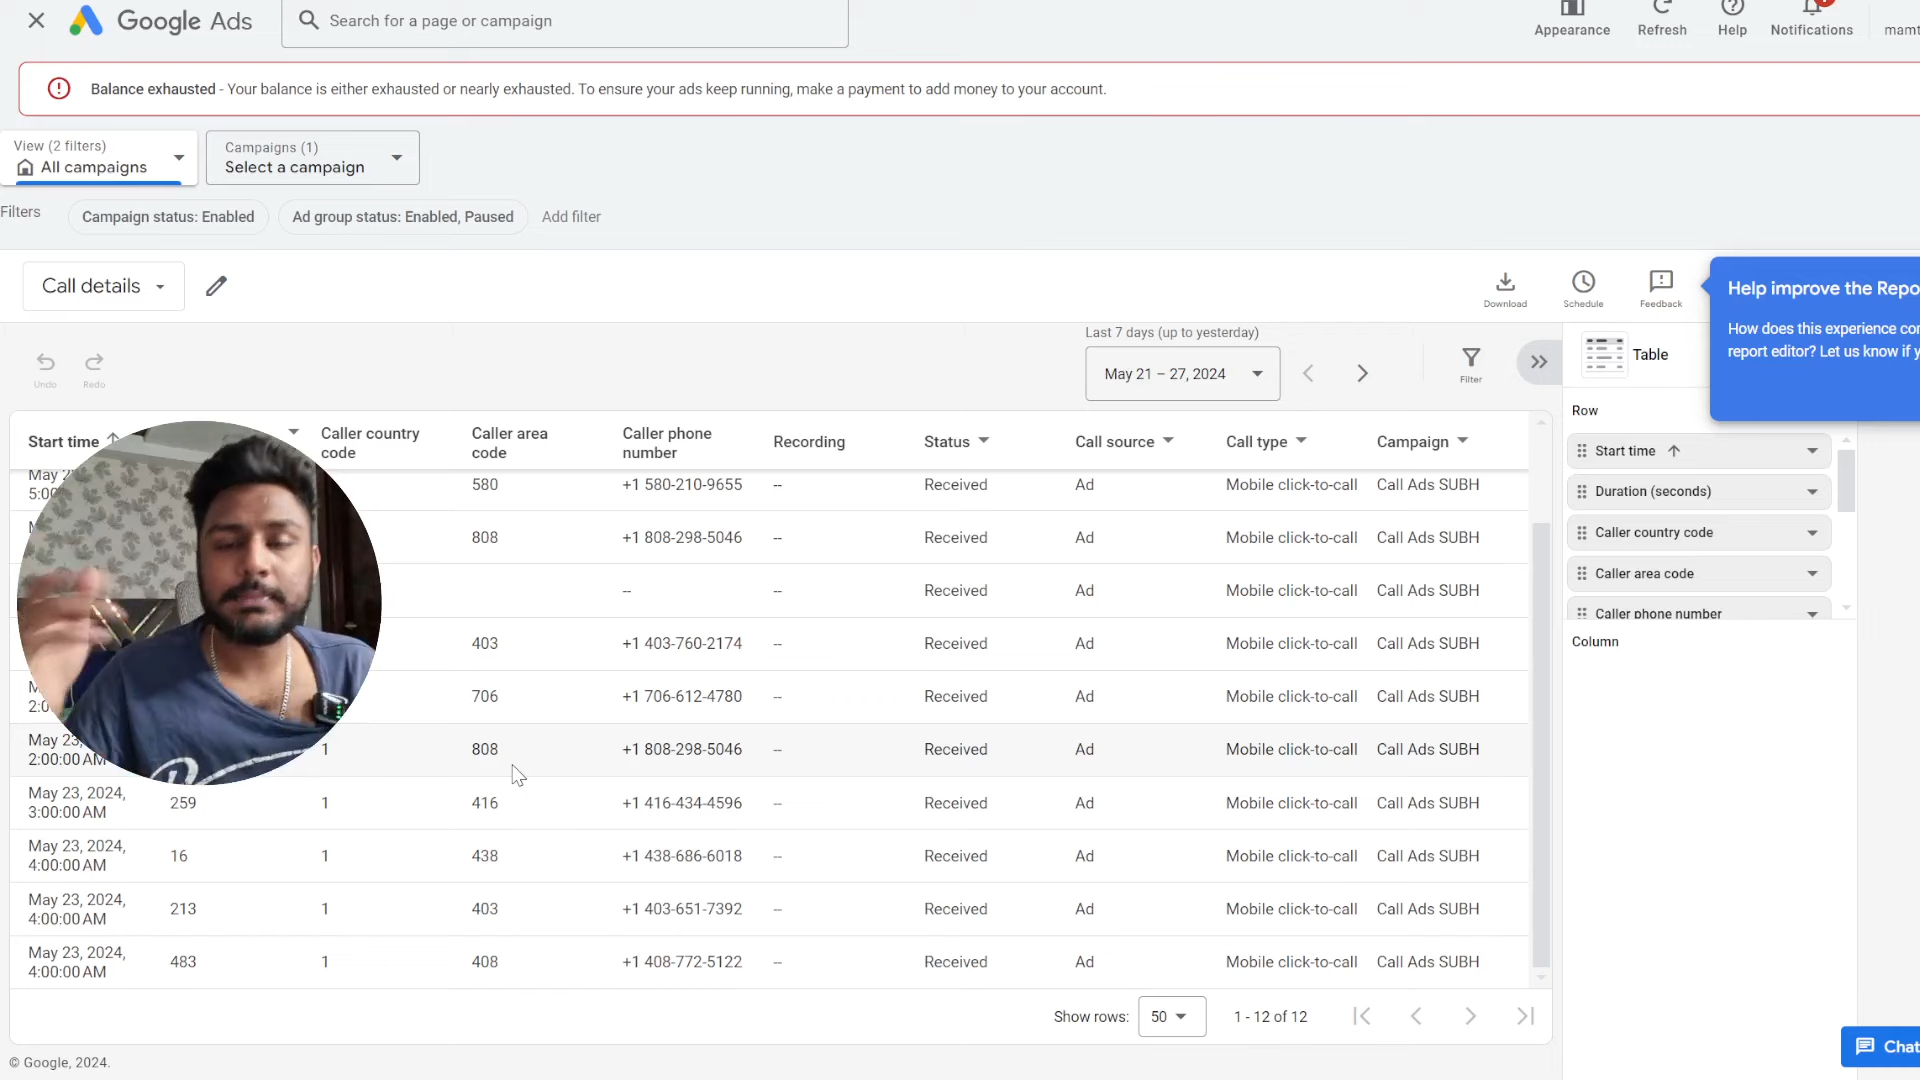 Google Ads
Search for a page or campaign
Appearance
Refresh
Help
Notifications
Balance exhausted - Your balance is either exhausted or nearly exhausted. To ensure your ads keep running, make a payment to add money to your account.
View (2 filters)
All campaigns
Campaigns (1)
Select a campaign
Filters
Campaign status: Enabled
Ad group status: Enabled, Paused
Add filter
Call details
Download
Schedule
Feedback
Help improve the Repo
How does this experience
report editor? Let us know if
Undo
Redo
Last 7 days (up to yesterday)
May 21 – 27, 2024
Filter
Table
Row
Start time
Duration (seconds)
Caller country code
Caller area code
Caller phone number
Column
Start time Caller country code Caller area code Caller phone number Recording Status Call source Call type Campaign
580 +1 580-210-9655 -- Received Ad Mobile click-to-call Call Ads SUBH
808 +1 808-298-5046 -- Received Ad Mobile click-to-call Call Ads SUBH
-- -- Received Ad Mobile click-to-call Call Ads SUBH
403 +1 403-760-2174 -- Received Ad Mobile click-to-call Call Ads SUBH
706 +1 706-612-4780 -- Received Ad Mobile click-to-call Call Ads SUBH
May 23, 2:00:00 AM 1 808 +1 808-298-5046 -- Received Ad Mobile click-to-call Call Ads SUBH
May 23, 2024, 3:00:00 AM 259 1 416 +1 416-434-4596 -- Received Ad Mobile click-to-call Call Ads SUBH
May 23, 2024, 4:00:00 AM 16 1 438 +1 438-686-6018 -- Received Ad Mobile click-to-call Call Ads SUBH
May 23, 2024, 4:00:00 AM 213 1 403 +1 403-651-7392 -- Received Ad Mobile click-to-call Call Ads SUBH
May 23, 2024, 4:00:00 AM 483 1 408 +1 408-772-5122 -- Received Ad Mobile click-to-call Call Ads SUBH
Show rows: 50 1 - 12 of 12
Chat
© Google, 2024.